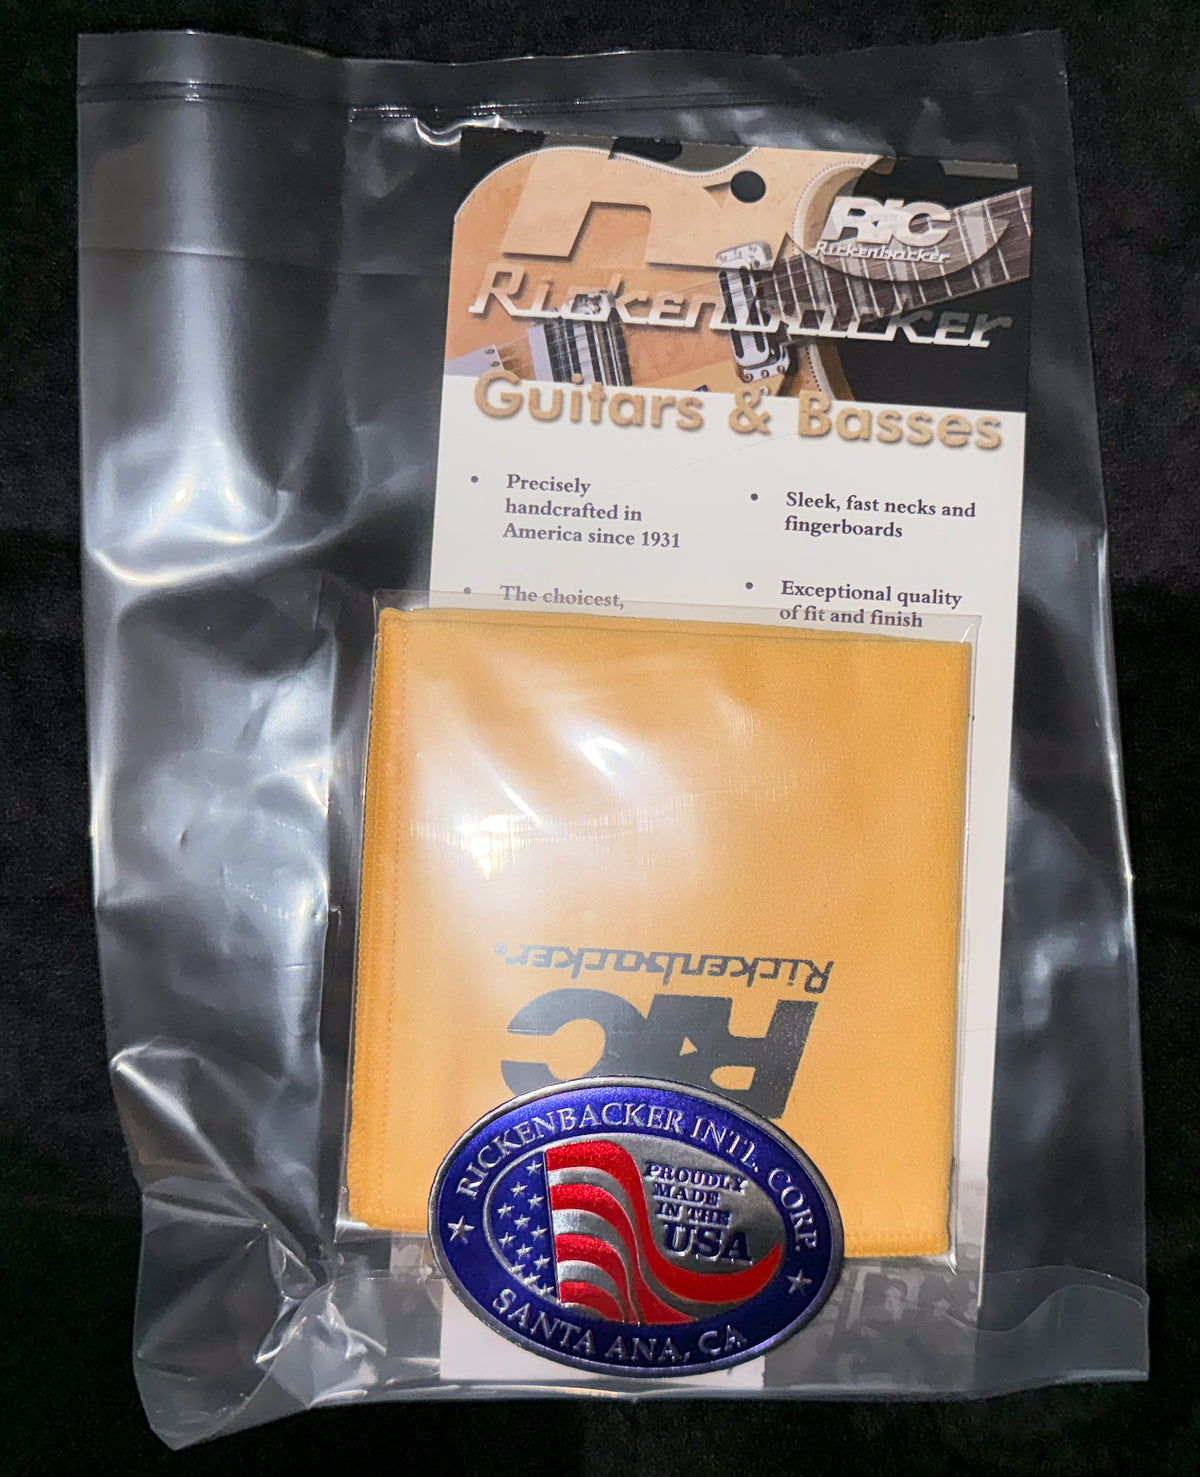 RIC
Rickenbacker
Rickenbacker
Guitars & Basses
• Precisely
handcrafted in
America since 1931
• The choicest,
• Sleek, fast necks and
fingerboards
• Exceptional quality
of fit and finish
Rickenbacker®
RIC
RICKENBACKER INTL. CORP.
PROUDLY
MADE
IN THE
USA
SANTA ANA, CA